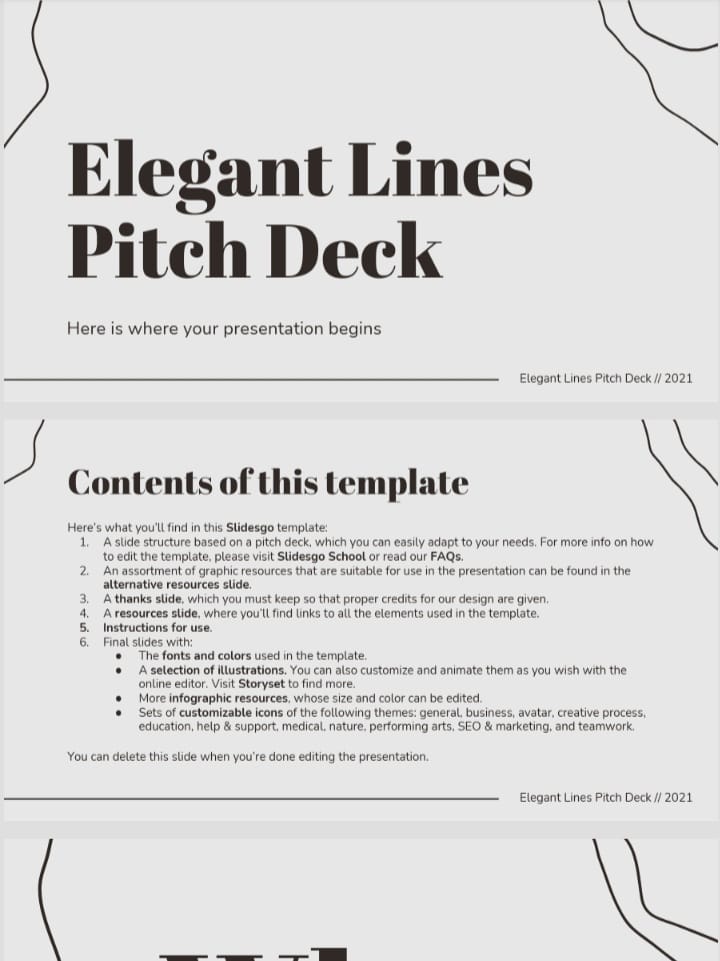 Elegant Lines
Pitch Deck
Here is where your presentation begins
Elegant Lines Pitch Deck // 2021
Contents of this template
Here's what you'll find in this Slidesgo template:
1. A slide structure based on a pitch deck, which you can easily adapt to your needs. For more info on how
to edit the template, please visit Slidesgo School or read our FAQs.
2. An assortment of graphic resources that are suitable for use in the presentation can be found in the
alternative resources slide.
3. A thanks slide, which you must keep so that proper credits for our design are given.
4. A resources slide, where you'll find links to all the elements used in the template.
5. Instructions for use.
6. Final slides with:
● The fonts and colors used in the template.
● A selection of illustrations. You can also customize and animate them as you wish with the
online editor. Visit Storyset to find more.
● More infographic resources, whose size and color can be edited.
● Sets of customizable icons of the following themes: general, business, avatar, creative process,
education, help & support, medical, nature, performing arts, SEO & marketing, and teamwork.
You can delete this slide when you're done editing the presentation.
Elegant Lines Pitch Deck // 2021